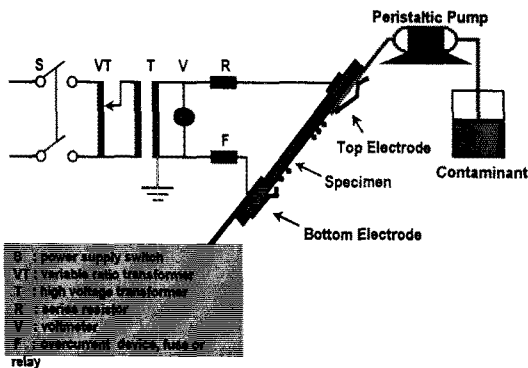 Peristaltic Pump
S VT T V R
F
Top Electrode
Specimen
Contaminant
Bottom Electrode
S : power supply switch
VT : variable ratio transformer
T : high voltage transformer
R : series resistor
V : voltmeter
F : overcurrent device, fuse or
relay